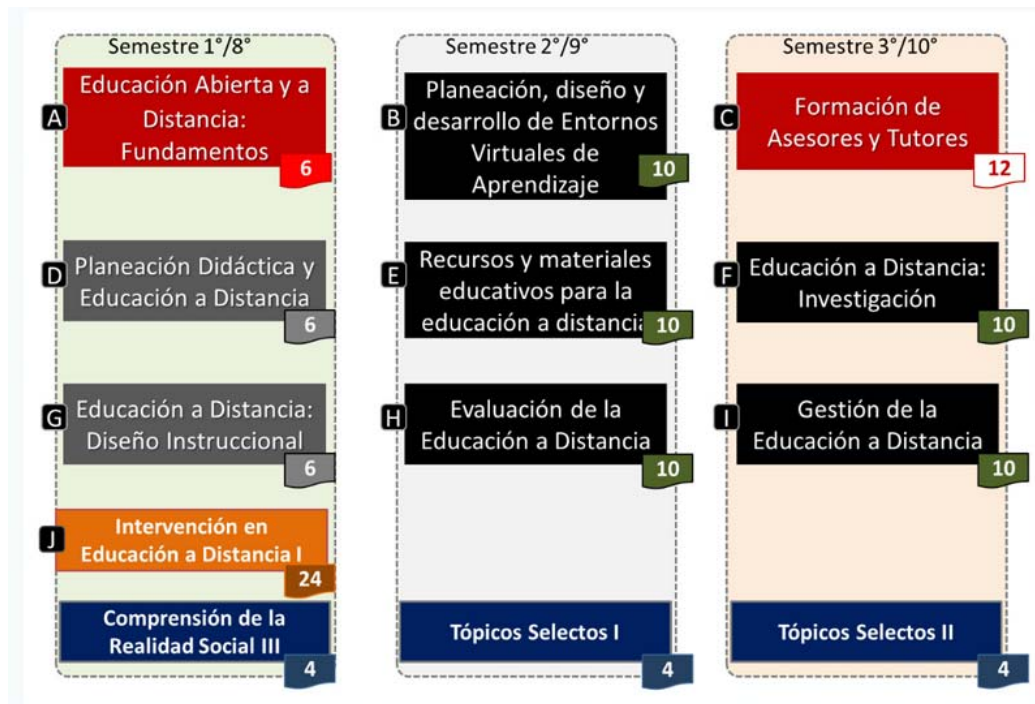 Semestre 1°/8°
A
Educación Abierta y a
Distancia:
Fundamentos
6
D
Planeación Didáctica y
Educación a Distancia
6
G
Educación a Distancia:
Diseño Instruccional
6
J
Intervención en
Educación a Distancia I
24
Comprensión de la
Realidad Social III
4
Semestre 2°/9°
B
Planeación, diseño y
desarrollo de Entornos
Virtuales de
Aprendizaje
10
E
Recursos y materiales
educativos para la
educación a distancia
10
H
Evaluación de la
Educación a Distancia
10
Tópicos Selectos I
4
Semestre 3°/10°
C
Formación de
Asesores y Tutores
12
F
Educación a Distancia:
Investigación
10
I
Gestión de la
Educación a Distancia
10
Tópicos Selectos II
4